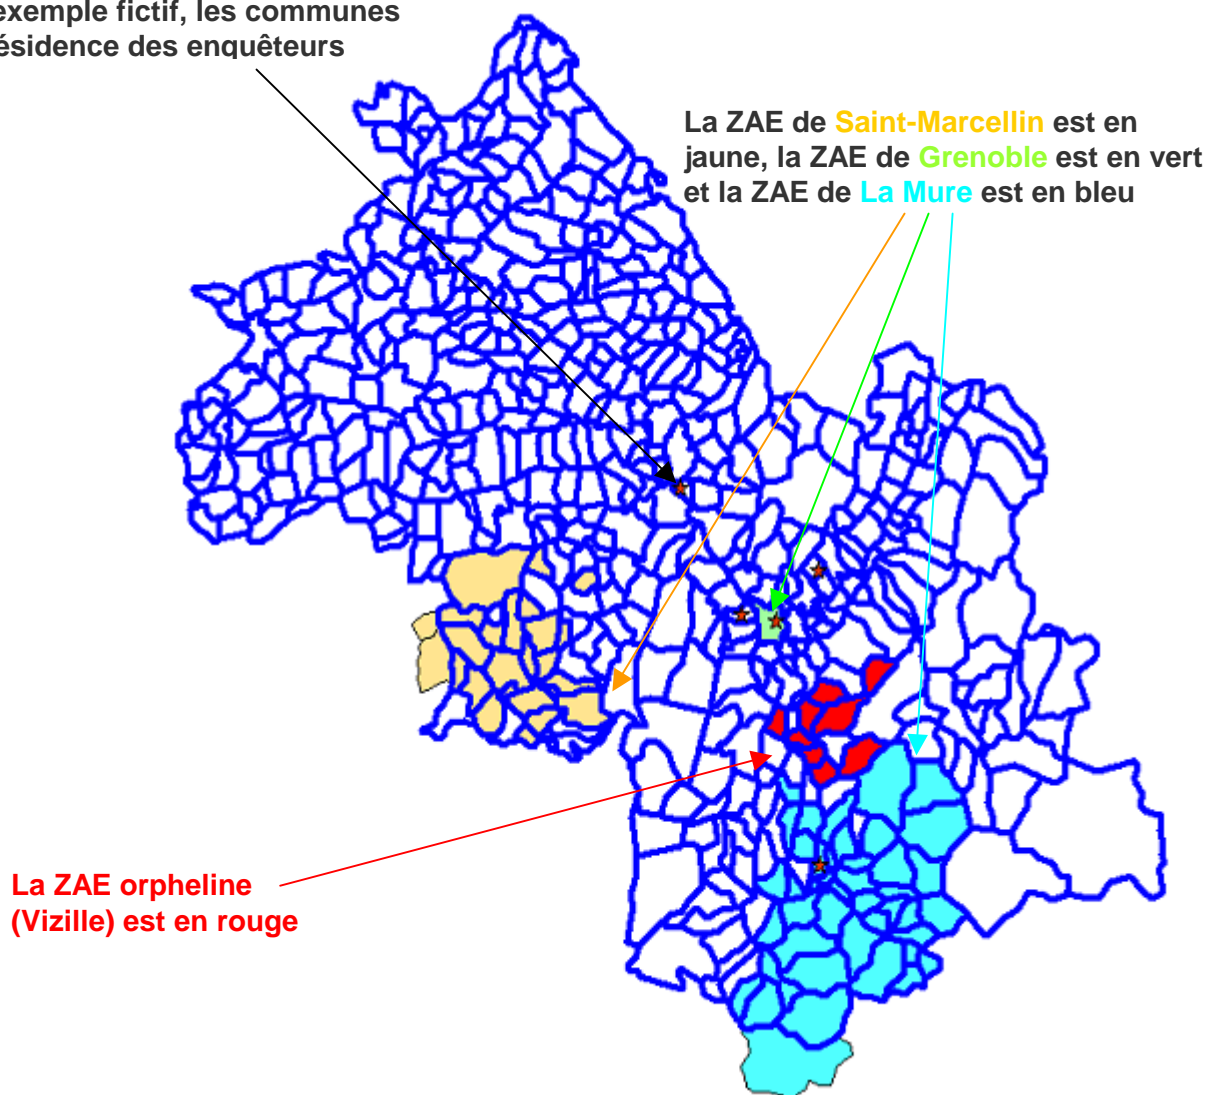 exemple fictif, les communes
ésidence des enquêteurs
La ZAE de Saint-Marcellin est en
jaune, la ZAE de Grenoble est en vert
et la ZAE de La Mure est en bleu
La ZAE orpheline
(Vizille) est en rouge